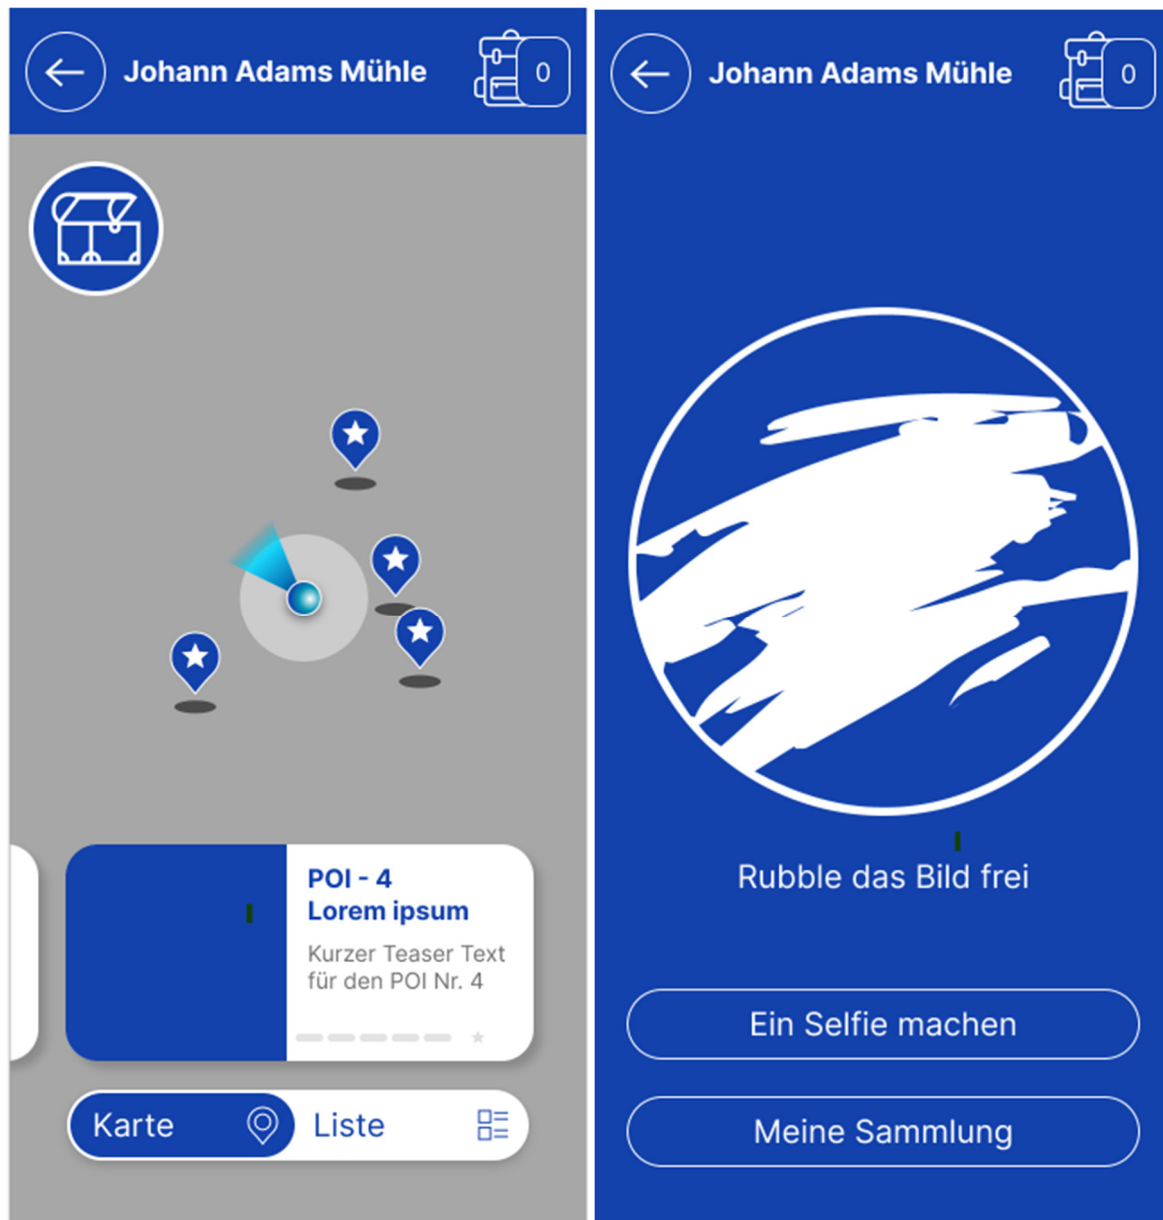 Johann Adams Mühle
0
POI - 4
Lorem ipsum
Kurzer Teaser Text
für den POI Nr. 4
Karte
Liste
Johann Adams Mühle
0
Rubble das Bild frei
Ein Selfie machen
Meine Sammlung